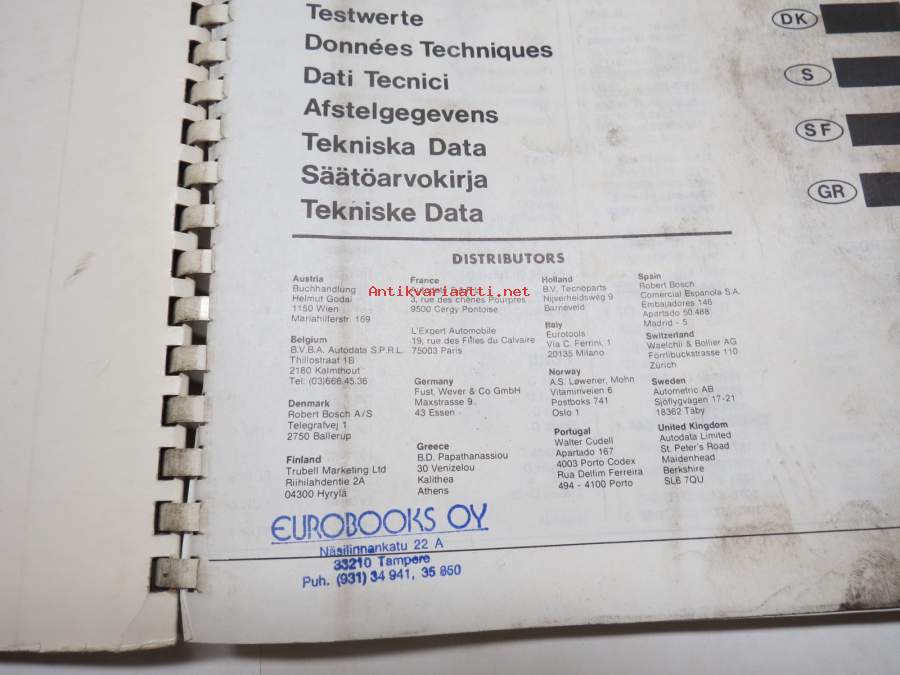 Testwerte
Données Techniques
Dati Tecnici
Afstelgegevens
Tekniska Data
Säätöarvokirja
Tekniske Data
DK
S
SF
GR
DISTRIBUTORS
Austria
Buchhandlung
Helmut Godai
1150 Wien
Mariahilferstr. 169
Belgium
B.V.B.A. Autodata S.P.R.L.
Thillostraat 1B
2180 Kalmthout
Tel: (03)666.45.36
Denmark
Robert Bosch A/S
Telegrafvej 1
2750 Ballerup
Finland
Trubell Marketing Ltd
Riihilahdentie 2A
04300 Hyrylä
France
Antikvariaatti.net
3, rue des chênes Pourpres
9500 Cergy Pontoise
L'Expert Automobile
19, rue des Filles du Calvaire
75003 Paris
Germany
Fust, Wever & Co GmbH
Maxstrasse 9
43 Essen
Greece
B.D. Papathanassiou
30 Venizelou
Kalithea
Athens
Holland
B.V. Tecnoparts
Nijverheidsweg 9
Barneveld
Italy
Eurotools
Via C. Ferrini, 1
20135 Milano
Norway
A.S. Løwener, Mohn
Vitaminveien 6
Postboks 741
Oslo 1
Portugal
Walter Cudell
Apartado 167
4003 Porto Codex
Rua Delfim Ferreira
494 - 4100 Porto
Spain
Robert Bosch
Comercial Espanola S.A.
Embajadores 146
Apartado 50.488
Madrid - 5
Switzerland
Waelchli & Bollier AG
Förrlibuckstrasse 110
Zürich
Sweden
Autometric AB
Sjöflygvägen 17-21
18362 Täby
United Kingdom
Autodata Limited
St. Peter's Road
Maidenhead
Berkshire
SL6 7QU
EUROBOOKS OY
Näsilinnankatu 22 A
33210 Tampere
Puh. (931) 34 941, 35 850